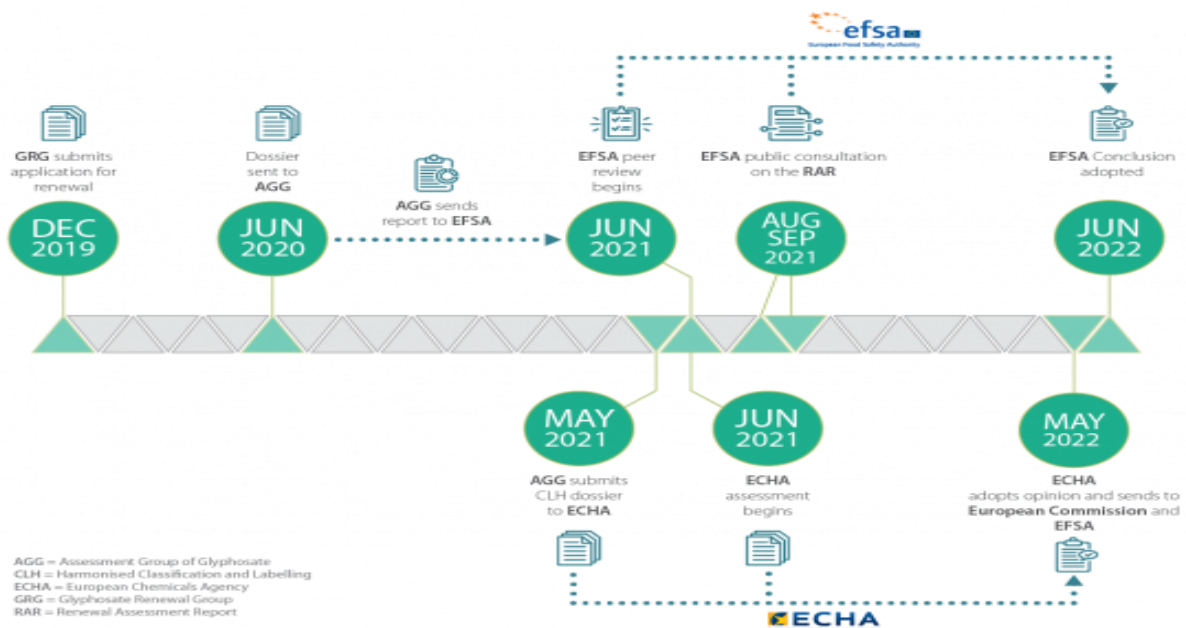 efsa
European Food Safety Authority
GRG submits
application for
renewal
DEC
2019
Dossier
sent to
AGG
JUN
2020
AGG sends
report to EFSA
EFSA peer
review
begins
JUN
2021
EFSA public consultation
on the RAR
AUG
SEP
2021
EFSA Conclusion
adopted
JUN
2022
MAY
2021
AGG submits
CLH dossier
to ECHA
JUN
2021
ECHA
assessment
begins
MAY
2022
ECHA
adopts opinion and sends to
European Commission and
EFSA
AGG = Assessment Group of Glyphosate
CLH = Harmonised Classification and Labelling
ECHA = European Chemicals Agency
GRG = Glyphosate Renewal Group
RAR = Renewal Assessment Report
ECHA